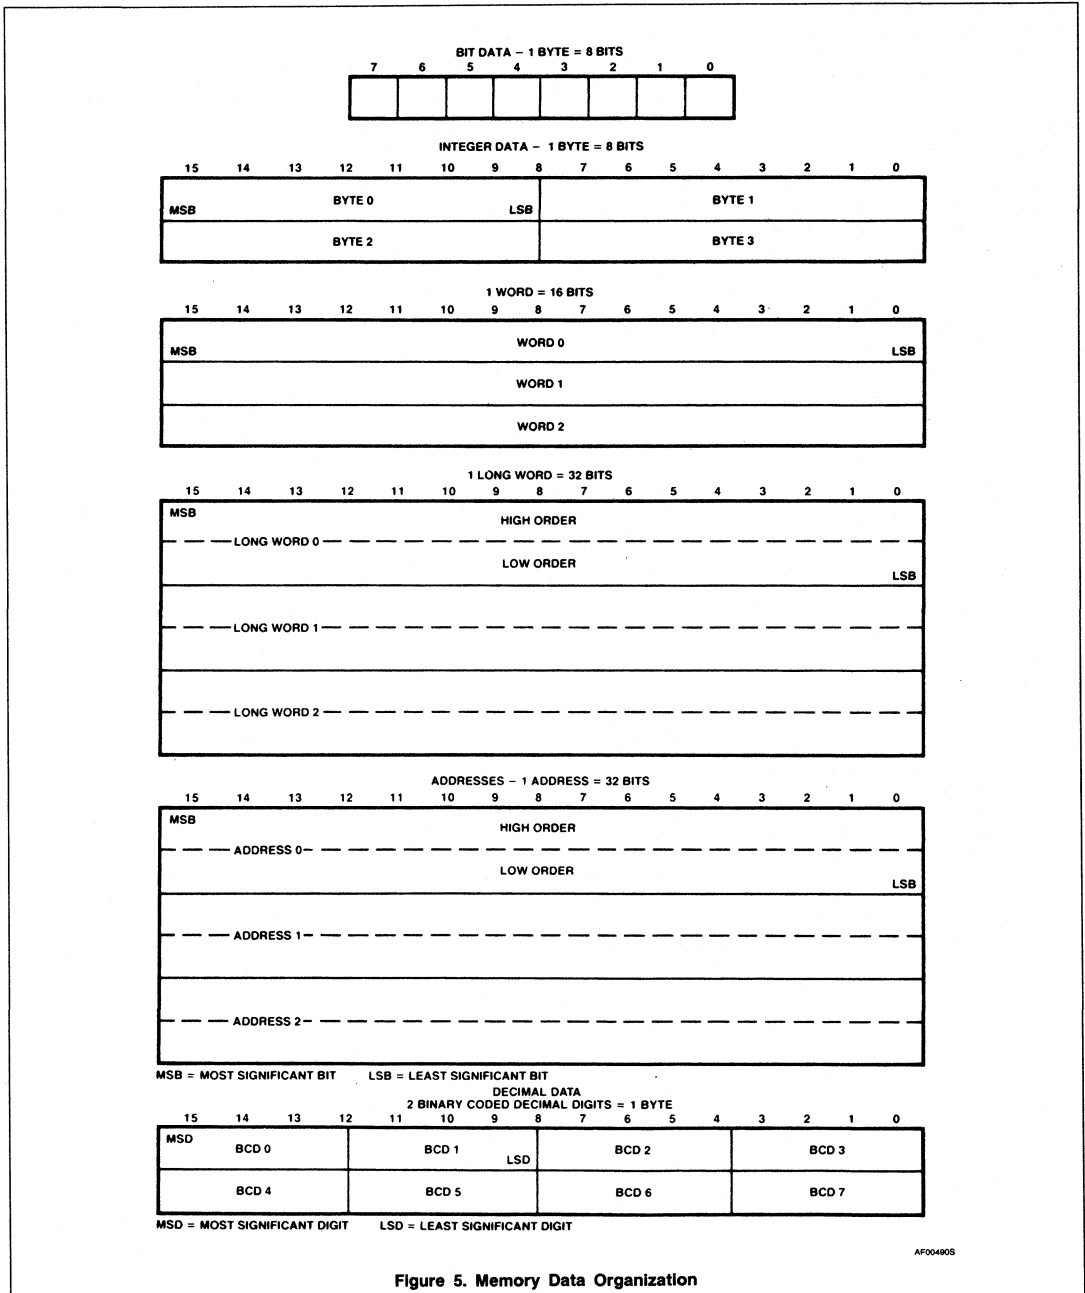 BIT DATA – 1 BYTE = 8 BITS
7 6 5 4 3 2 1 0
INTEGER DATA – 1 BYTE = 8 BITS
15 14 13 12 11 10 9 8 7 6 5 4 3 2 1 0
BYTE 0 BYTE 1
MSB LSB
BYTE 2 BYTE 3
1 WORD = 16 BITS
15 14 13 12 11 10 9 8 7 6 5 4 3 2 1 0
WORD 0
MSB LSB
WORD 1
WORD 2
1 LONG WORD = 32 BITS
15 14 13 12 11 10 9 8 7 6 5 4 3 2 1 0
MSB
HIGH ORDER
LONG WORD 0
LOW ORDER
LSB
LONG WORD 1
LONG WORD 2
ADDRESSES – 1 ADDRESS = 32 BITS
15 14 13 12 11 10 9 8 7 6 5 4 3 2 1 0
MSB
HIGH ORDER
ADDRESS 0
LOW ORDER
LSB
ADDRESS 1
ADDRESS 2
MSB = MOST SIGNIFICANT BIT LSB = LEAST SIGNIFICANT BIT
DECIMAL DATA
2 BINARY CODED DECIMAL DIGITS = 1 BYTE
15 14 13 12 11 10 9 8 7 6 5 4 3 2 1 0
MSD
BCD 0 BCD 1 BCD 2 BCD 3
LSD
BCD 4 BCD 5 BCD 6 BCD 7
MSD = MOST SIGNIFICANT DIGIT LSD = LEAST SIGNIFICANT DIGIT
AF00490S
Figure 5. Memory Data Organization